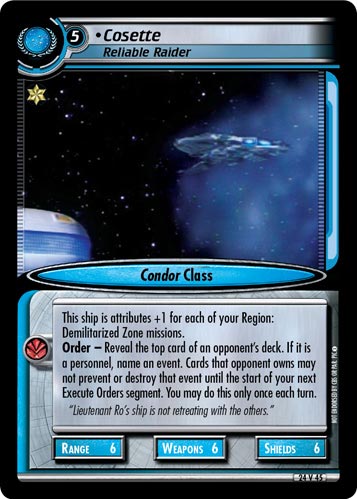 5
•Cosette
Reliable Raider
Condor Class
This ship is attributes +1 for each of your Region:
Demilitarized Zone missions.
Order – Reveal the top card of an opponent's deck. If it is
a personnel, name an event. Cards that opponent owns may
not prevent or destroy that event until the start of your next
Execute Orders segment. You may do this only once each turn.
"Lieutenant Ro's ship is not retreating with the others."
Range 6 Weapons 6 Shields 6
24 V 45